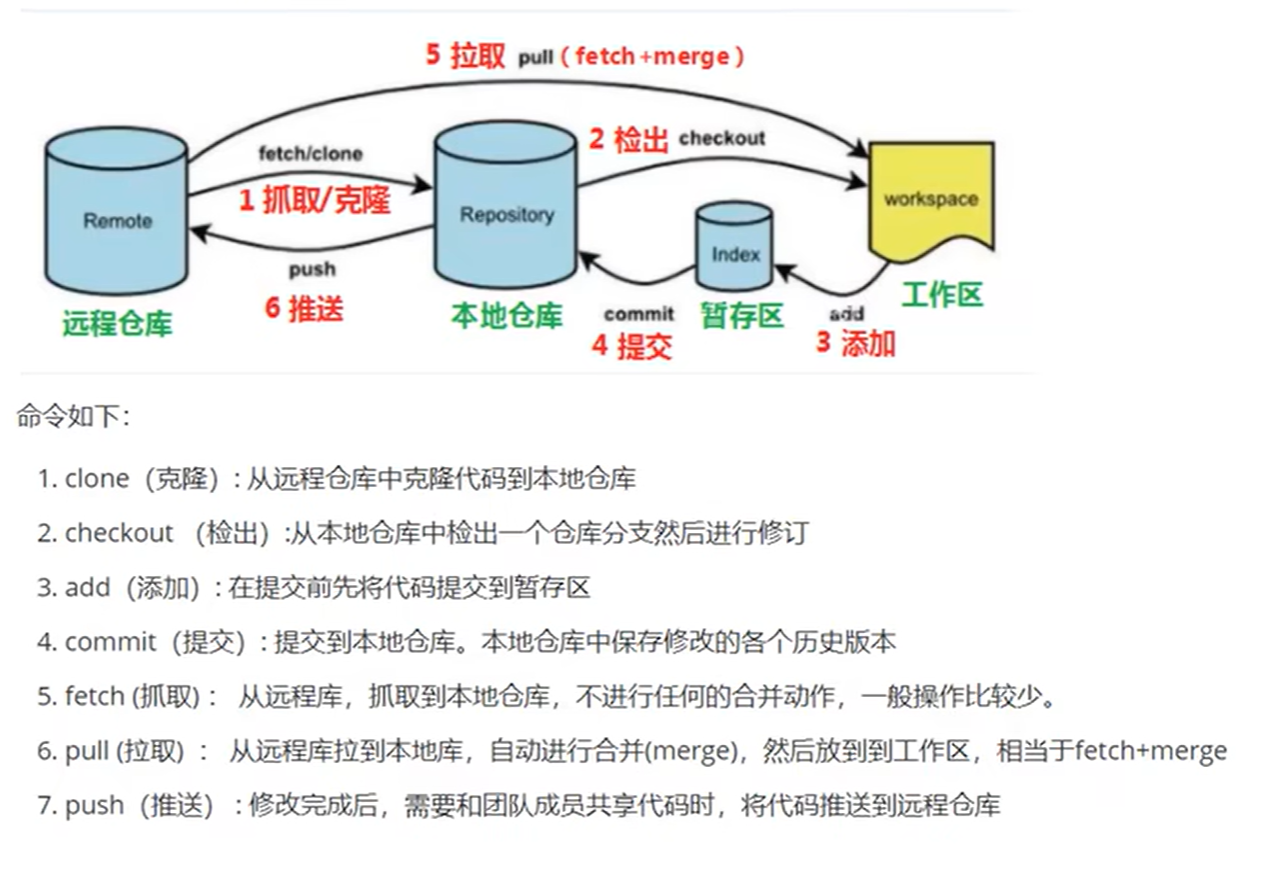 5 拉取 pull（fetch+merge）
2 检出 checkout
fetch/clone
1 抓取/克隆
Remote
Repository
workspace
Index
push
6 推送
远程仓库
本地仓库
commit
4 提交
暂存区
add
3 添加
工作区
命令如下：
1. clone（克隆）: 从远程仓库中克隆代码到本地仓库
2. checkout （检出）:从本地仓库中检出一个仓库分支然后进行修订
3. add（添加）: 在提交前先将代码提交到暂存区
4. commit（提交）: 提交到本地仓库。本地仓库中保存修改的各个历史版本
5. fetch (抓取) ： 从远程库，抓取到本地仓库，不进行任何的合并动作，一般操作比较少。
6. pull (拉取) ： 从远程库拉到本地库，自动进行合并(merge)，然后放到到工作区，相当于fetch+merge
7. push（推送） : 修改完成后，需要和团队成员共享代码时，将代码推送到远程仓库